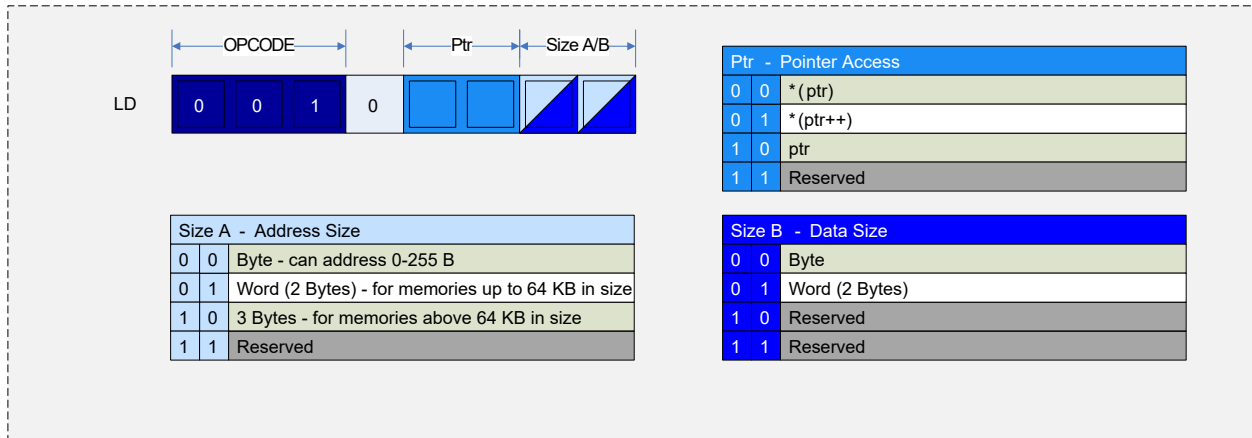 OPCODE Ptr Size A/B
LD 0 0 1 0
Ptr - Pointer Access
0 0 *(ptr)
0 1 *(ptr++)
1 0 ptr
1 1 Reserved
Size A - Address Size
0 0 Byte - can address 0-255 B
0 1 Word (2 Bytes) - for memories up to 64 KB in size
1 0 3 Bytes - for memories above 64 KB in size
1 1 Reserved
Size B - Data Size
0 0 Byte
0 1 Word (2 Bytes)
1 0 Reserved
1 1 Reserved